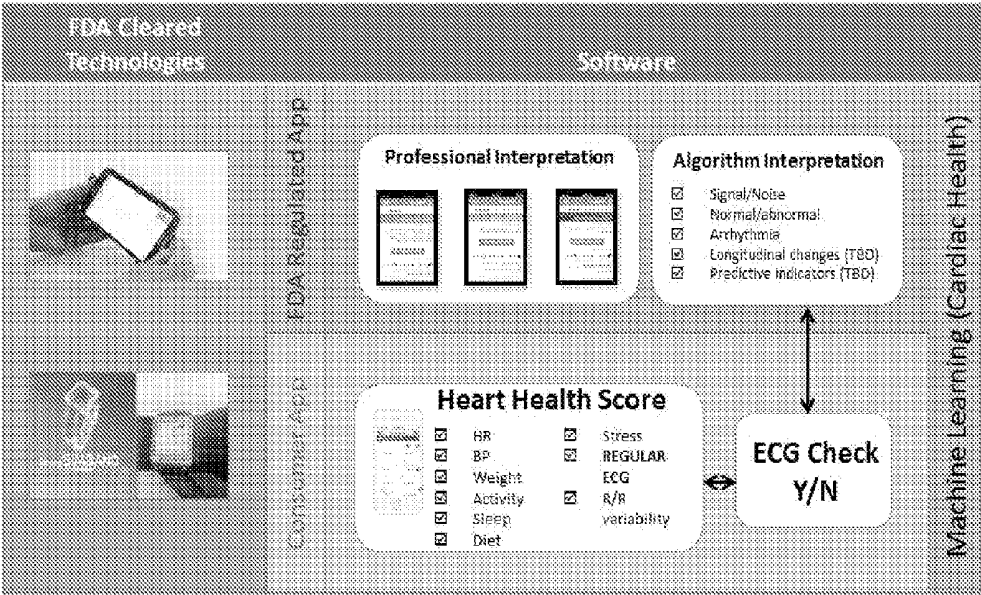 FDA Cleared
Technologies
Software
FDA Regulated App
Professional Interpretation
Algorithm Interpretation
Signal/Noise
Normal/abnormal
Arrhythmia
Longitudinal changes (TBD)
Predictive indicators (TBD)
Consumer App
Heart Health Score
HR
BP
Weight
Activity
Sleep
Diet
Stress
REGULAR
ECG
R/R
variability
ECG Check
Y/N
Machine Learning (Cardiac Health)